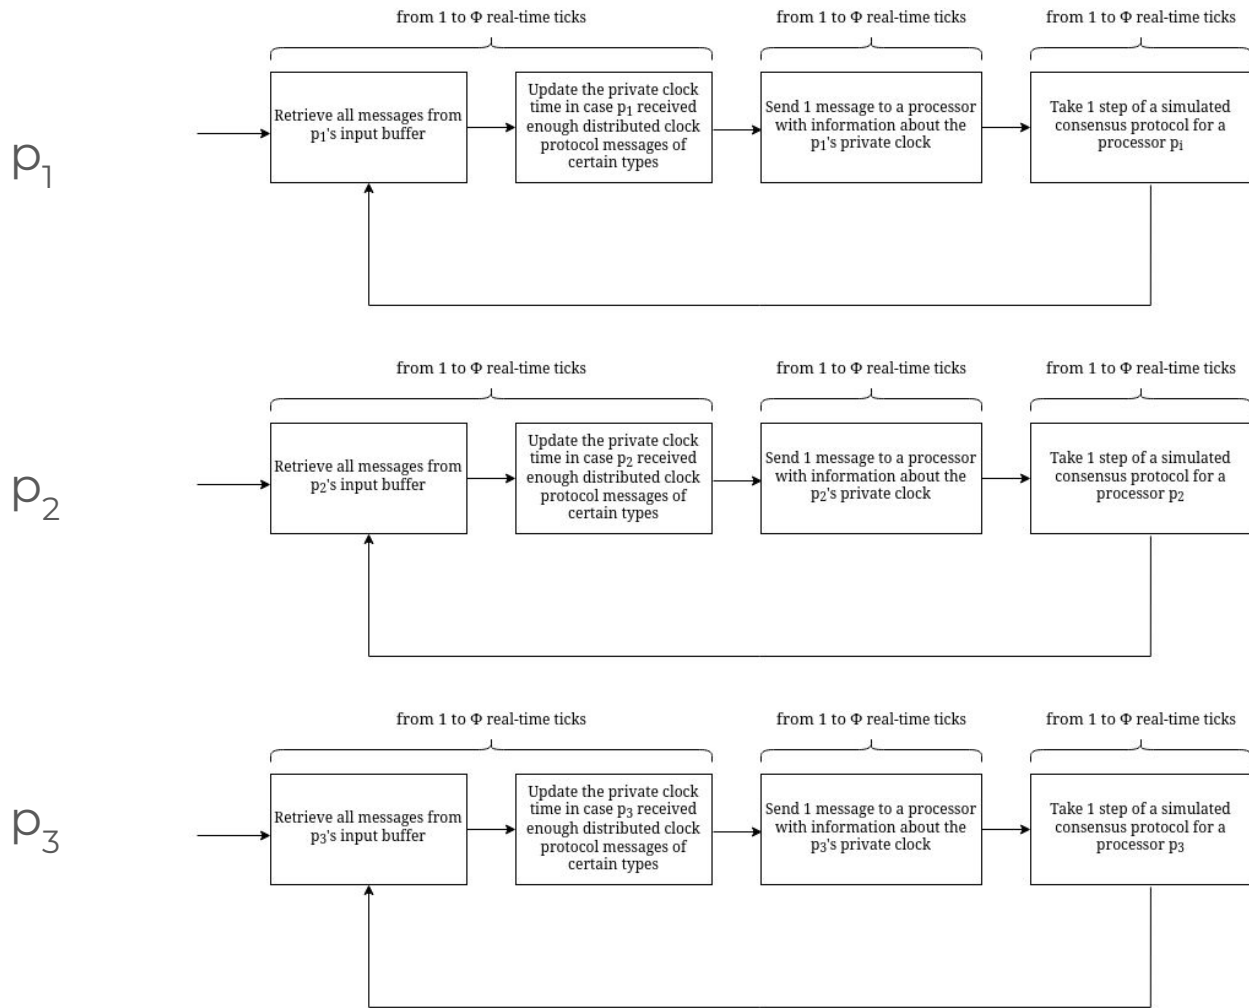 from 1 to Φ real-time ticks
from 1 to Φ real-time ticks
from 1 to Φ real-time ticks
p1
Retrieve all messages from
p1's input buffer
Update the private clock
time in case p1 received
enough distributed clock
protocol messages of
certain types
Send 1 message to a processor
with information about the
p1's private clock
Take 1 step of a simulated
consensus protocol for a
processor pi
from 1 to Φ real-time ticks
from 1 to Φ real-time ticks
from 1 to Φ real-time ticks
p2
Retrieve all messages from
p2's input buffer
Update the private clock
time in case p2 received
enough distributed clock
protocol messages of
certain types
Send 1 message to a processor
with information about the
p2's private clock
Take 1 step of a simulated
consensus protocol for a
processor p2
from 1 to Φ real-time ticks
from 1 to Φ real-time ticks
from 1 to Φ real-time ticks
p3
Retrieve all messages from
p3's input buffer
Update the private clock
time in case p3 received
enough distributed clock
protocol messages of
certain types
Send 1 message to a processor
with information about the
p3's private clock
Take 1 step of a simulated
consensus protocol for a
processor p3